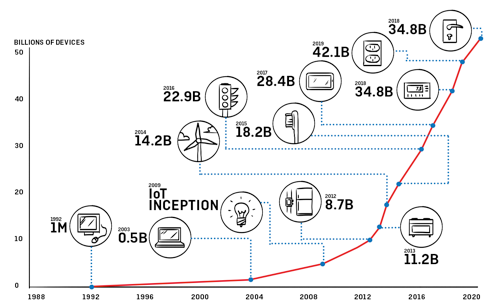 BILLIONS OF DEVICES
50
40
30
20
10
0
1988
1992
1996
2000
2004
2008
2012
2016
2020
1992
1M
2003
0.5B
2009
IoT
INCEPTION
2012
8.7B
2013
11.2B
2014
14.2B
2015
18.2B
2016
22.9B
2017
28.4B
2018
34.8B
2019
42.1B
2018
34.8B